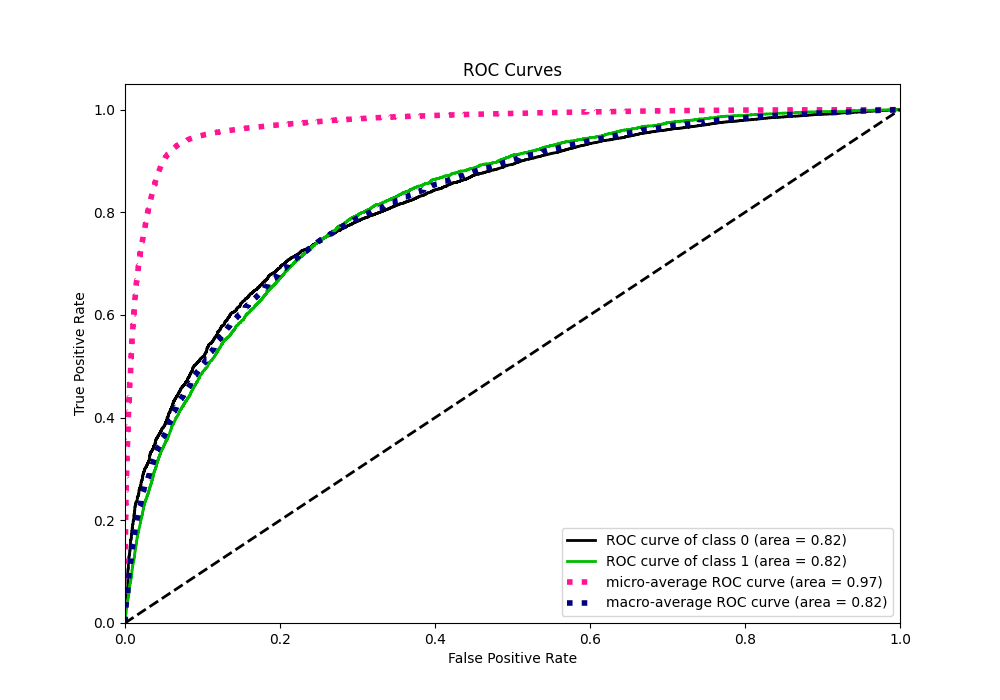 ROC Curves
True Positive Rate
1.0
0.8
0.6
0.4
0.2
0.0
0.0 0.2 0.4 0.6 0.8 1.0
False Positive Rate
ROC curve of class 0 (area = 0.82)
ROC curve of class 1 (area = 0.82)
micro-average ROC curve (area = 0.97)
macro-average ROC curve (area = 0.82)